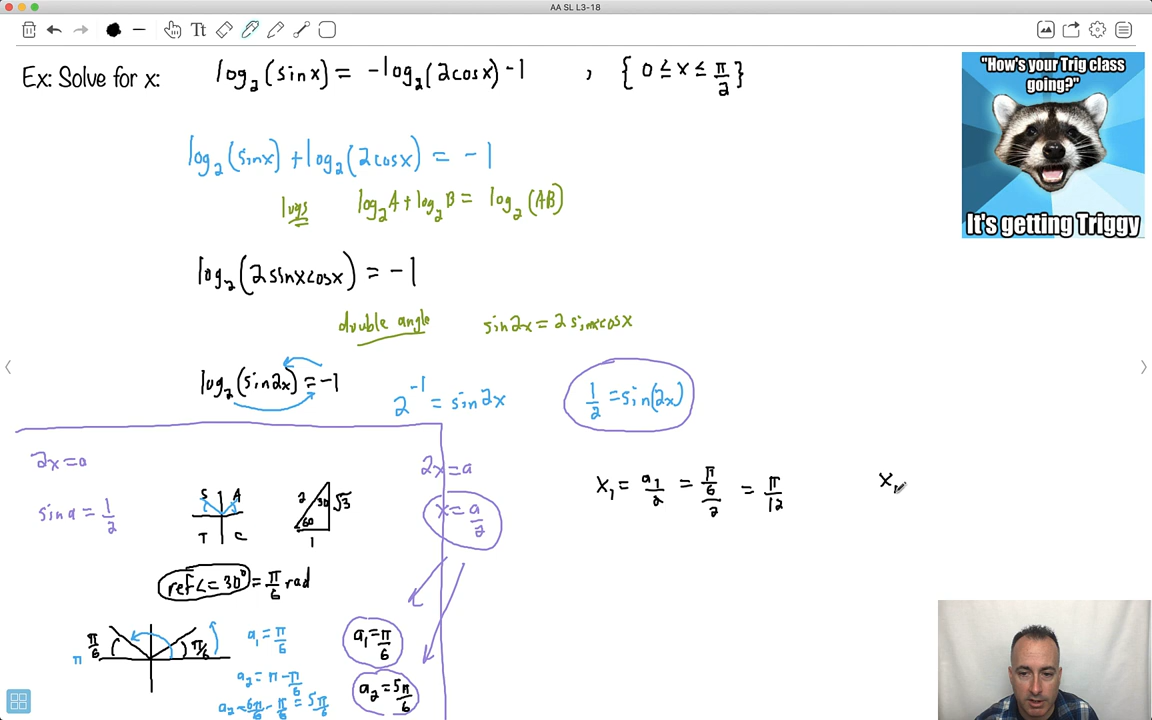 AA SL L3-18
Tt
Ex: Solve for x: log₂(sinx) = -log₂(2cosx) - 1 , {0 ≤ x ≤ π/2}
"How's your Trig class going?"
It's getting Triggy
log₂(sinx) + log₂(2cosx) = -1
logs log₂A + log₂B = log₂(AB)
log₂(2sinxcosx) = -1
double angle sin2x = 2sinxcosx
log₂(sin2x) = -1
2⁻¹ = sin2x
1/2 = sin(2x)
2x = a
sin a = 1/2
S A
T C
2 30 √3
60
1
2x = a
x = a/2
ref∠ = 30° = π/6 rad
π/6 π/6
π
a₁ = π/6
a₂ = π - π/6
a₂ = 6π/6 - π/6 = 5π/6
a₁ = π/6
a₂ = 5π/6
x₁ = a₁/2 = (π/6)/2 = π/12
x